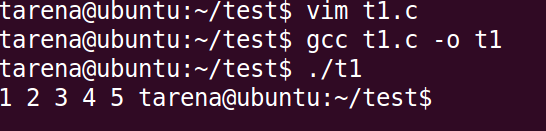 tarena@ubuntu:~/test$ vim t1.c
tarena@ubuntu:~/test$ gcc t1.c -o t1
tarena@ubuntu:~/test$ ./t1
1 2 3 4 5 tarena@ubuntu:~/test$